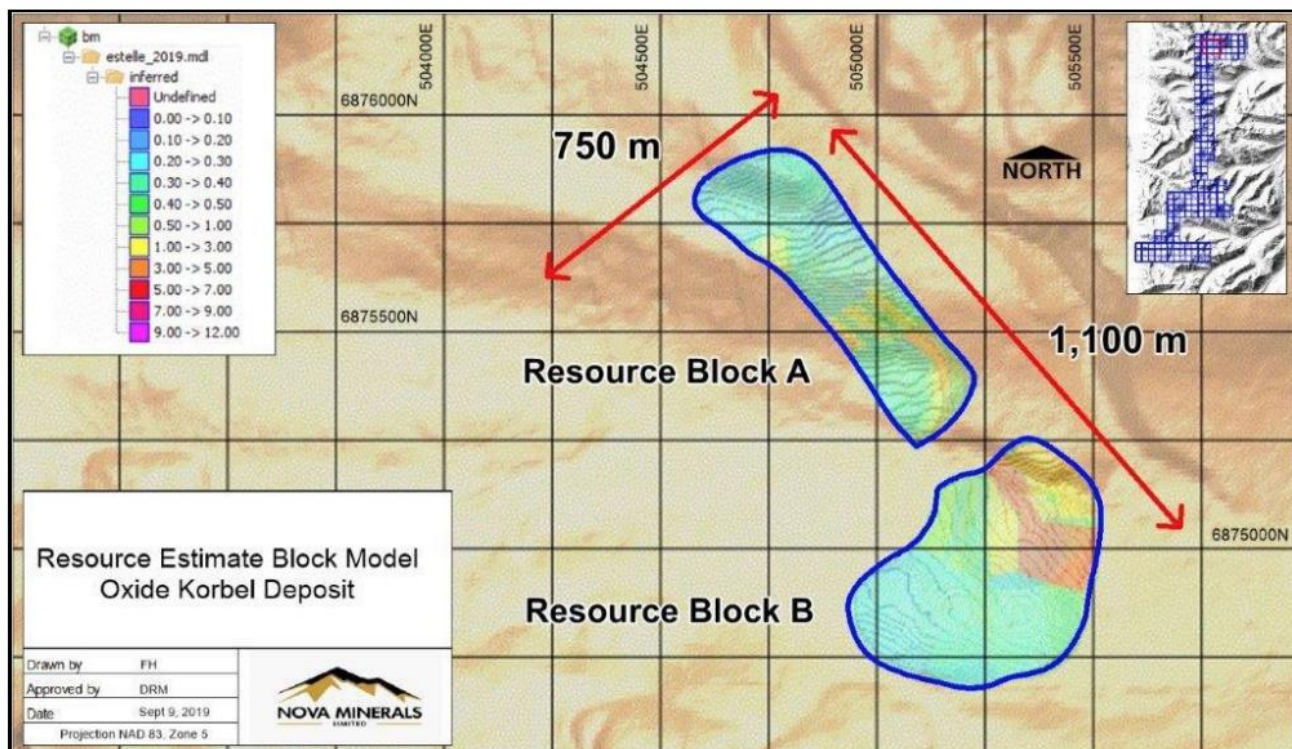 bm
estelle_2019.mdl
inferred
Undefined
0.00 -> 0.10
0.10 -> 0.20
0.20 -> 0.30
0.30 -> 0.40
0.40 -> 0.50
0.50 -> 1.00
1.00 -> 3.00
3.00 -> 5.00
5.00 -> 7.00
7.00 -> 9.00
9.00 -> 12.00
504000E
504500E
505000E
505500E
6876000N
750 m
NORTH
6875500N
1,100 m
Resource Block A
6875000N
Resource Block B
Resource Estimate Block Model
Oxide Korbel Deposit
Drawn by FH
Approved by DRM
Date Sept 9, 2019
Projection NAD 83, Zone 5
NOVA MINERALS
LIMITED